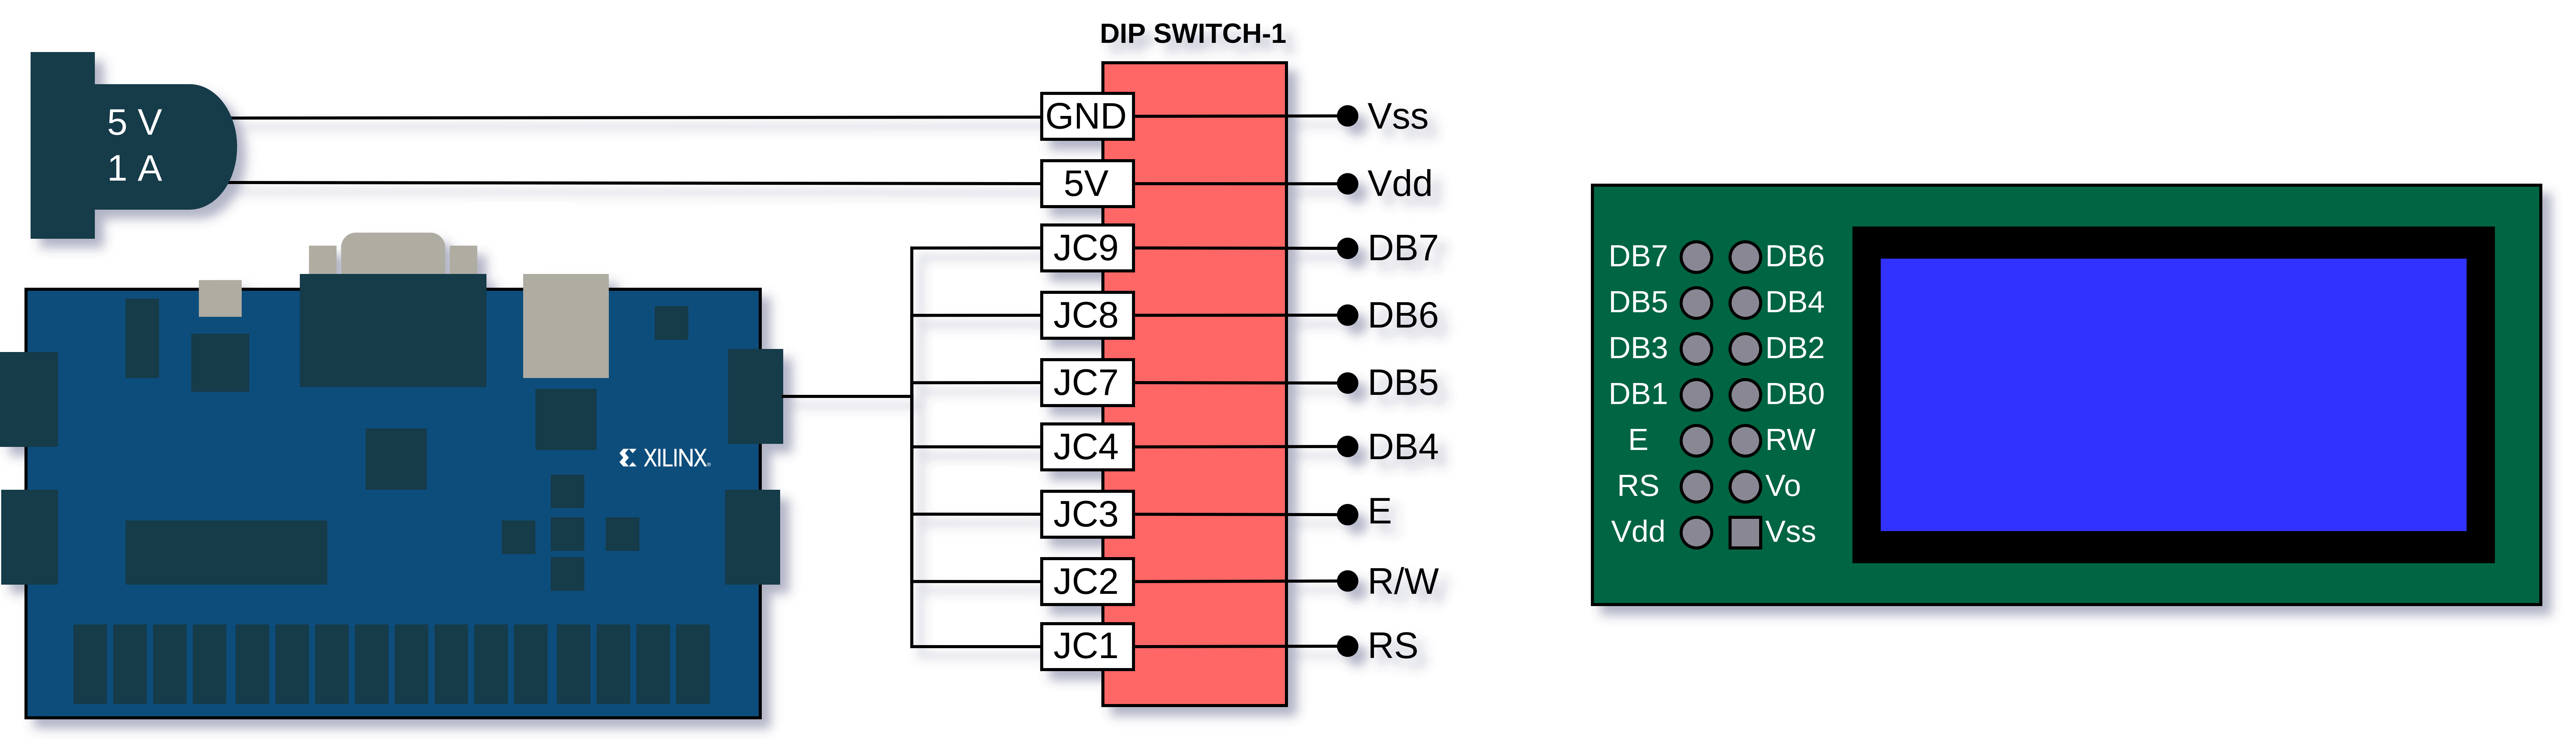 DIP SWITCH-1
5 V
1 A
GND
5V
JC9
JC8
JC7
JC4
JC3
JC2
JC1
Vss
Vdd
DB7
DB6
DB5
DB4
E
R/W
RS
XILINX
DB7 DB6
DB5 DB4
DB3 DB2
DB1 DB0
E RW
RS Vo
Vdd Vss